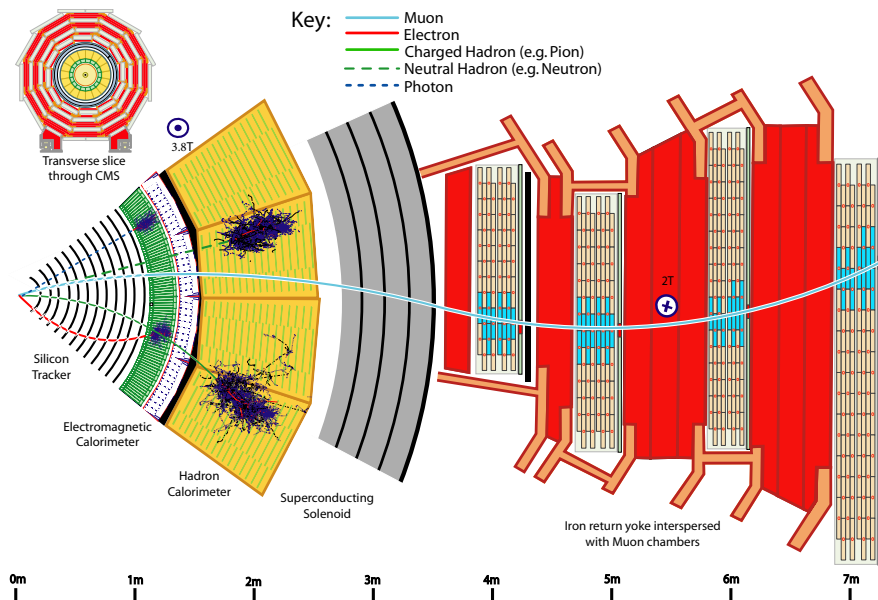 Key:
Muon
Electron
Charged Hadron (e.g. Pion)
Neutral Hadron (e.g. Neutron)
Photon
3.8T
Transverse slice
through CMS
2T
Silicon
Tracker
Electromagnetic
Calorimeter
Hadron
Calorimeter
Superconducting
Solenoid
Iron return yoke interspersed
with Muon chambers
0m 1m 2m 3m 4m 5m 6m 7m